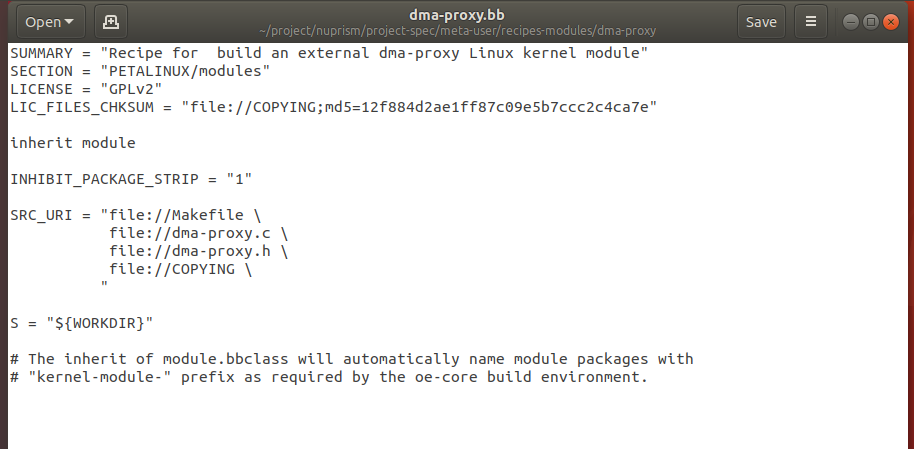 Open
dma-proxy.bb
~/project/nuprism/project-spec/meta-user/recipes-modules/dma-proxy
Save
SUMMARY = "Recipe for  build an external dma-proxy Linux kernel module"
SECTION = "PETALINUX/modules"
LICENSE = "GPLv2"
LIC_FILES_CHKSUM = "file://COPYING;md5=12f884d2ae1ff87c09e5b7ccc2c4ca7e"

inherit module

INHIBIT_PACKAGE_STRIP = "1"

SRC_URI = "file://Makefile \
           file://dma-proxy.c \
           file://dma-proxy.h \
           file://COPYING \
          "

S = "${WORKDIR}"

# The inherit of module.bbclass will automatically name module packages with
# "kernel-module-" prefix as required by the oe-core build environment.